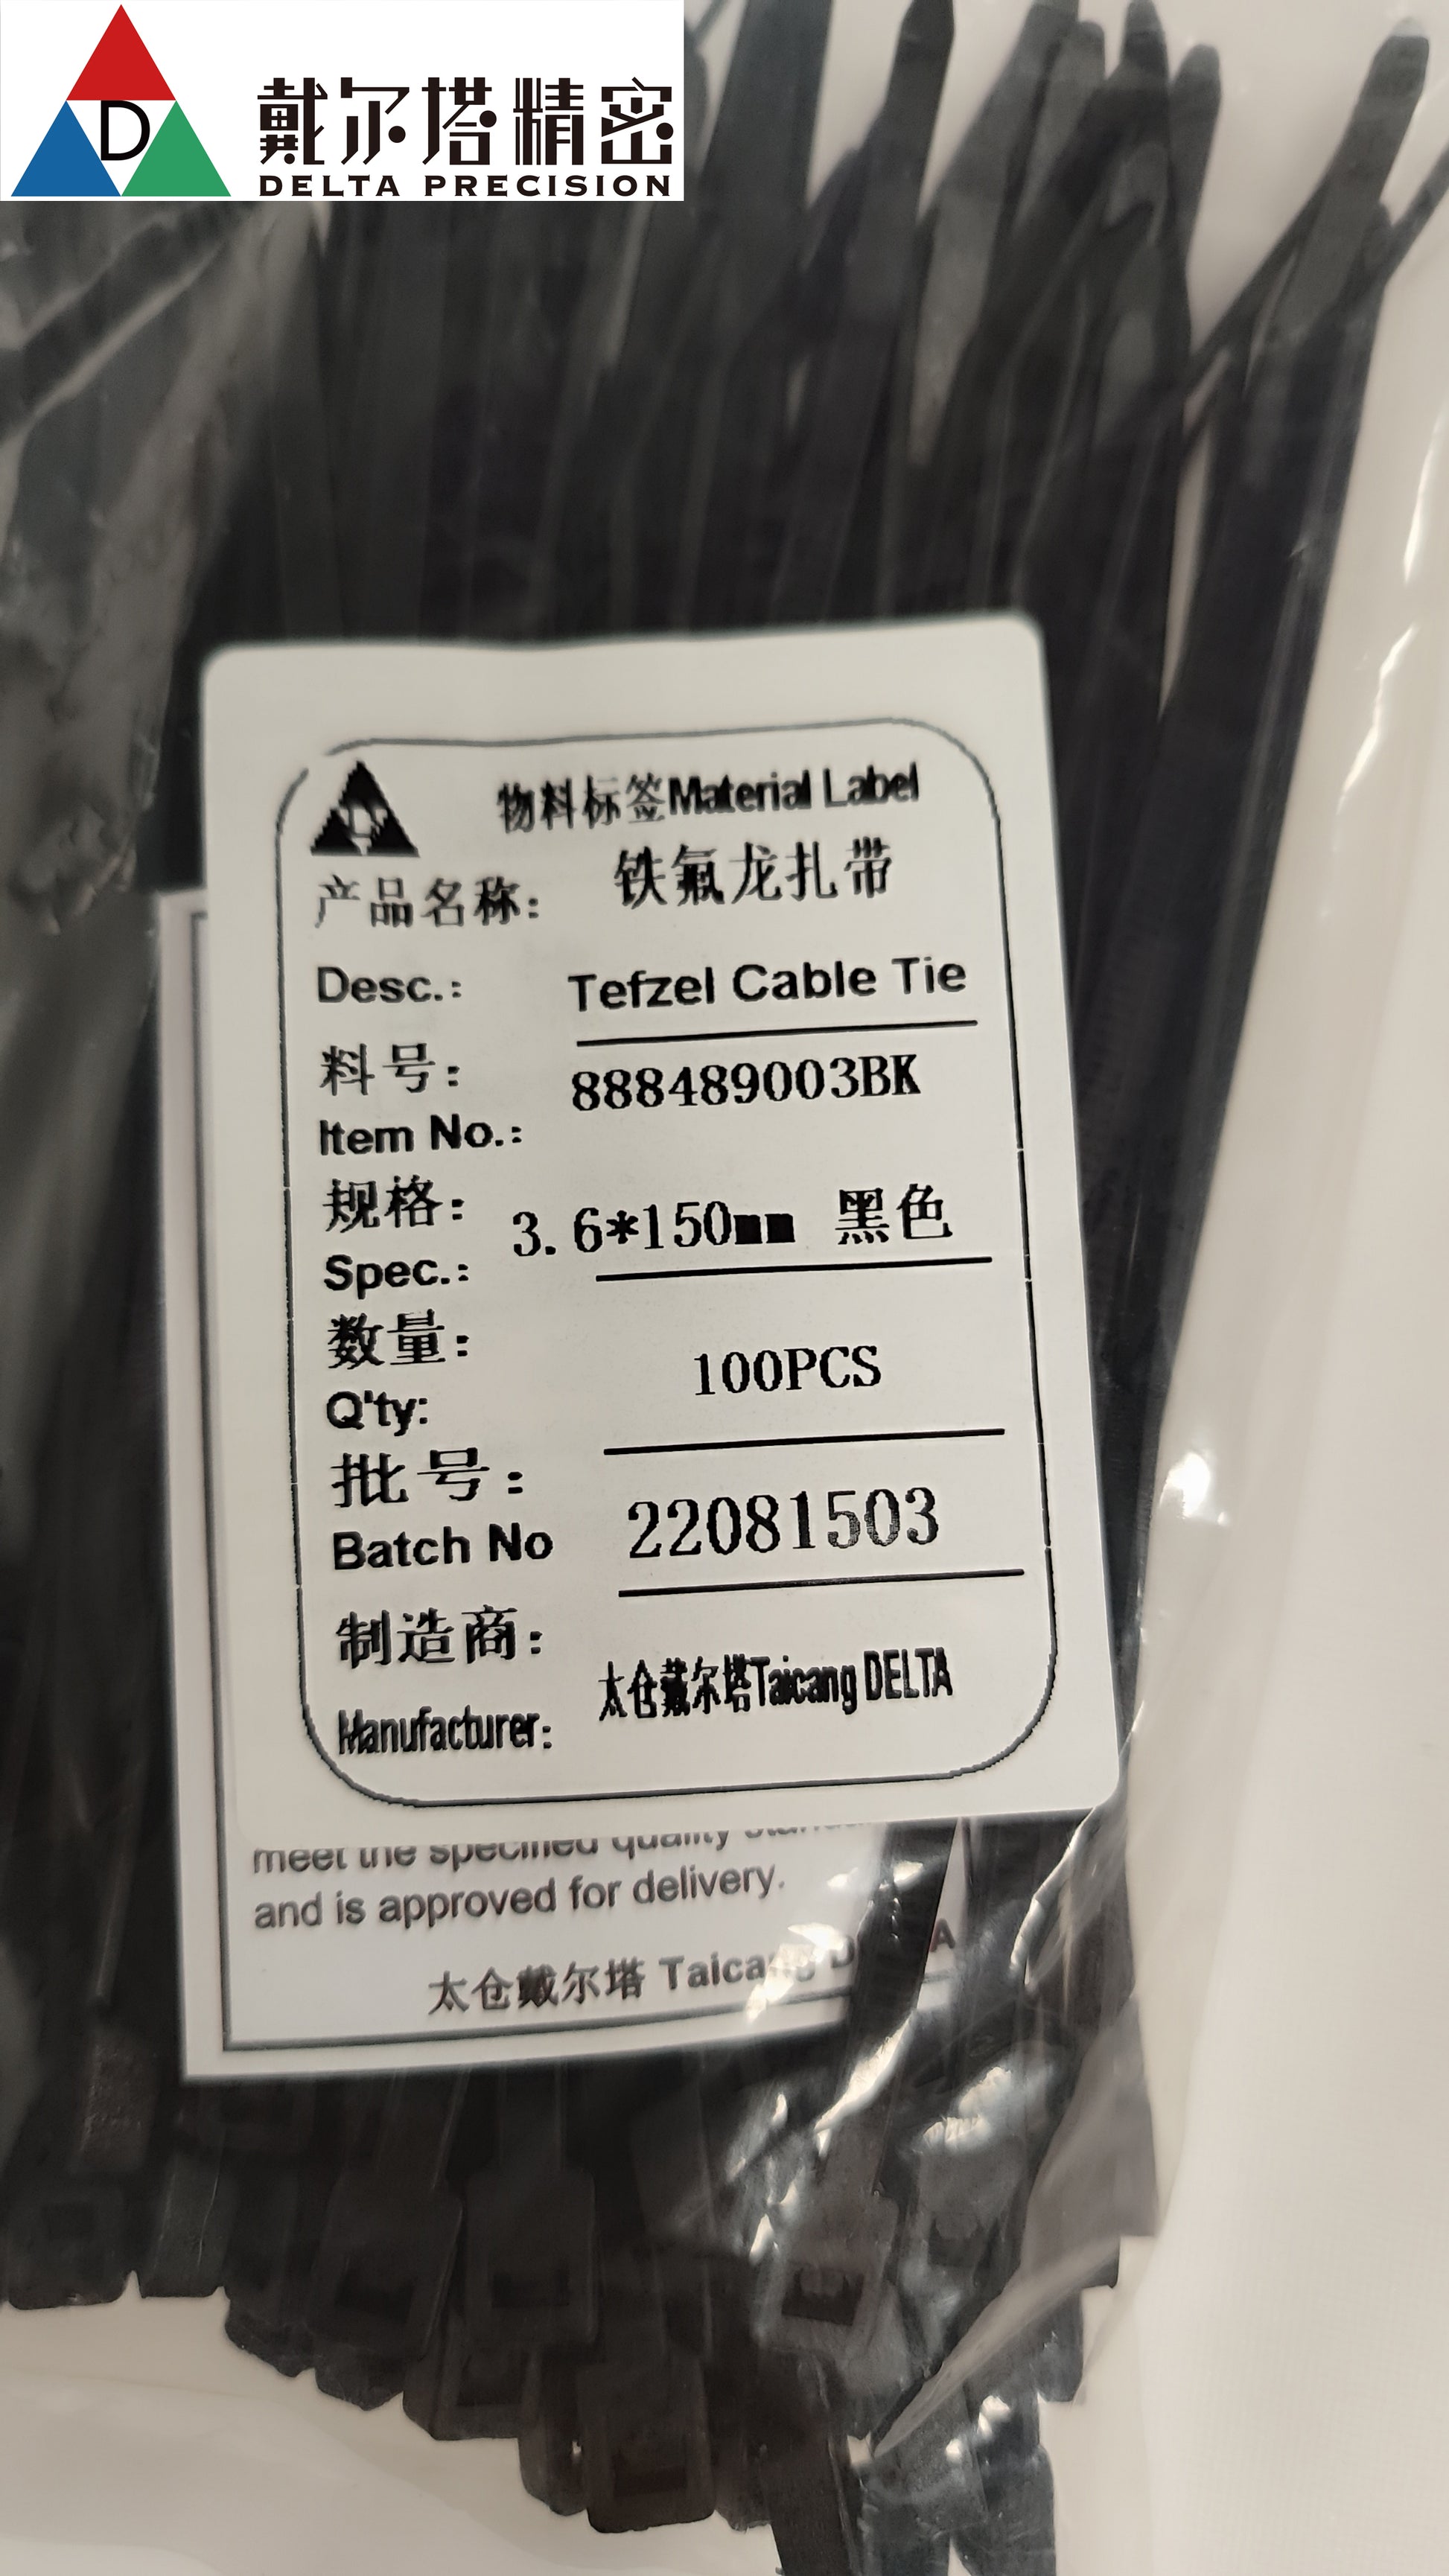 D
戴尔塔精密
DELTA PRECISION
物料标签Material Label
产品名称: 铁氟龙扎带
Desc.: Tefzel Cable Tie
料号: 888489003BK
Item No.:
规格: 3.6*150mm 黑色
Spec.:
数量: 100PCS
Q'ty:
批号: 22081503
Batch No
制造商: 太仓戴尔塔Taicang DELTA
Manufacturer:
meet the specified quality
and is approved for delivery.
太仓戴尔塔